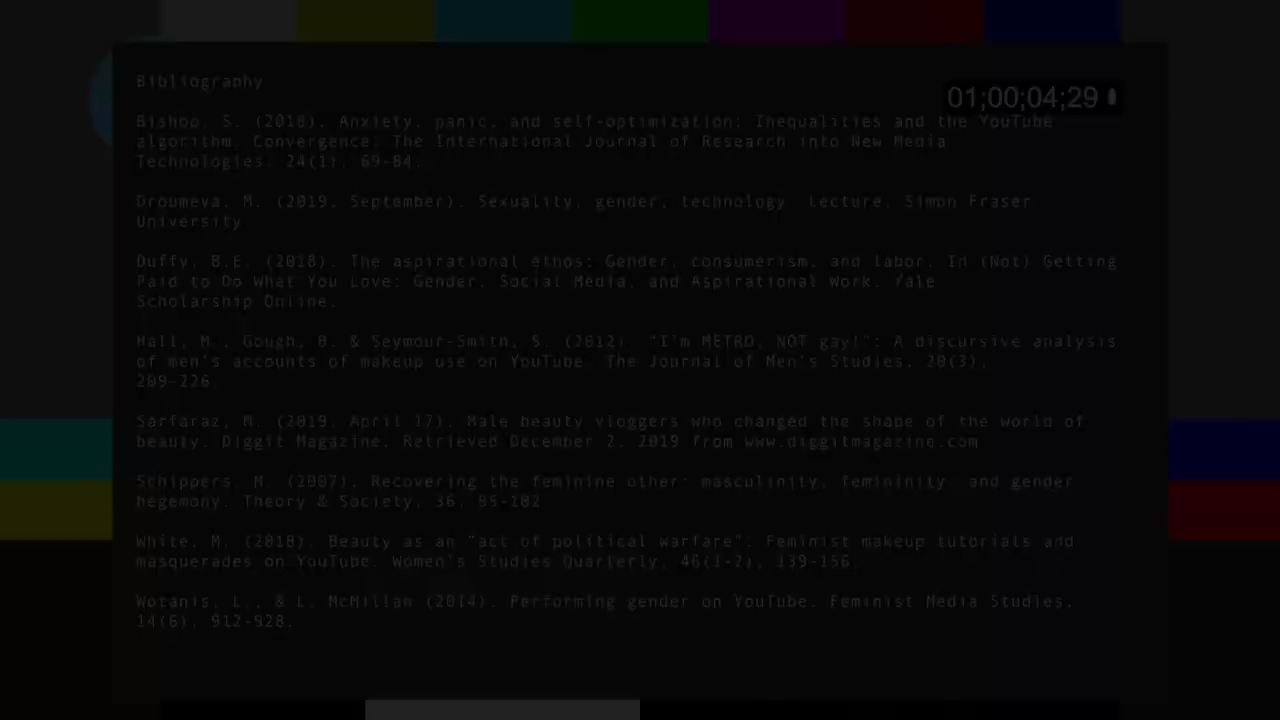 Bibliography
01;00;04;29
Bishop, S. (2018). Anxiety, panic, and self-optimization: Inequalities and the YouTube
algorithm. Convergence: The International Journal of Research into New Media
Technologies, 24(1), 69-84.
Droumeva, M. (2019, September). Sexuality, gender, technology. Lecture, Simon Fraser
University
Duffy, B.E. (2018). The aspirational ethos: Gender, consumerism, and labor. In (Not) Getting
Paid to Do What You Love: Gender, Social Media, and Aspirational Work. Yale
Scholarship Online.
Hall, M., Gough, B. & Seymour-Smith, S. (2012). "I'm METRO, NOT gay!": A discursive analysis
of men's accounts of makeup use on YouTube. The Journal of Men's Studies, 20(3),
209-226.
Sarfaraz, M. (2019, April 17). Male beauty vloggers who changed the shape of the world of
beauty. Diggit Magazine. Retrieved December 2, 2019 from www.diggitmagazine.com
Schippers, M. (2007). Recovering the feminine other: masculinity, femininity, and gender
hegemony. Theory & Society, 36, 85-102
White, M. (2018). Beauty as an "act of political warfare": Feminist makeup tutorials and
masquerades on YouTube. Women's Studies Quarterly, 46(1-2), 139-156.
Wotanis, L., & L. McMillan (2014). Performing gender on YouTube. Feminist Media Studies,
14(6), 912-928.